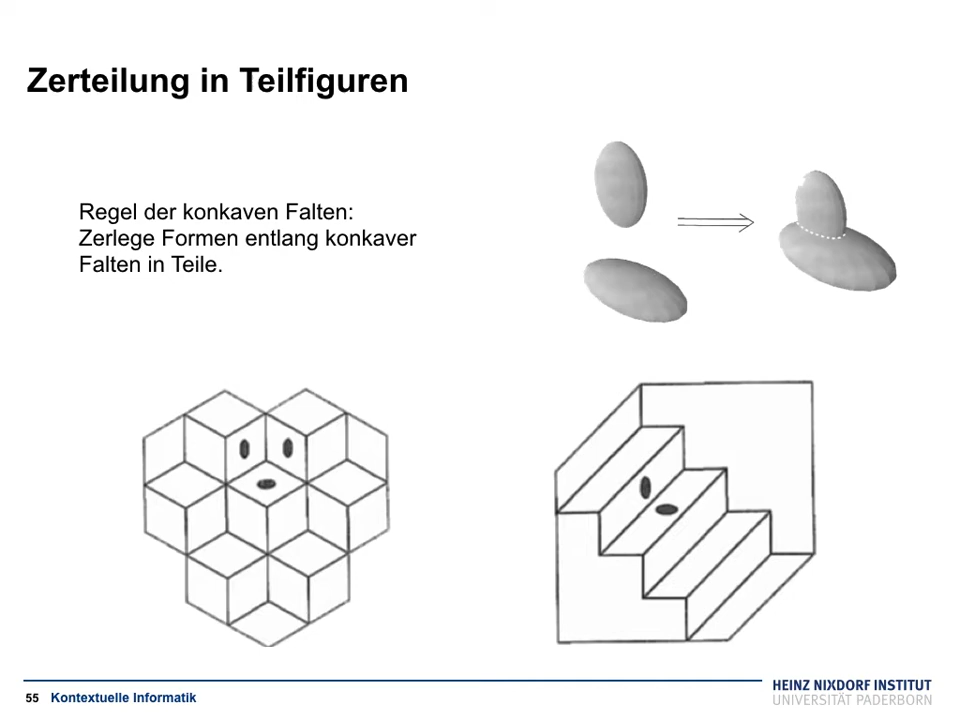 Zerteilung in Teilfiguren
Regel der konkaven Falten:
Zerlege Formen entlang konkaver
Falten in Teile.
55 Kontextuelle Informatik
HEINZ NIXDORF INSTITUT
UNIVERSITÄT PADERBORN